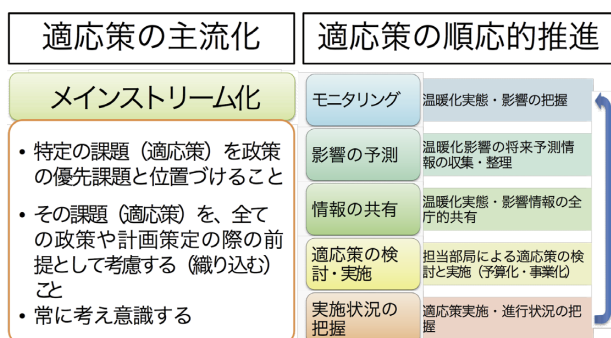 適応策の主流化
メインストリーム化
• 特定の課題（適応策）を政策
の優先課題と位置づけること
• その課題（適応策）を、全て
の政策や計画策定の際の前
提として考慮する（織り込む）
こと
• 常に考え意識する
適応策の順応的推進
モニタリング
温暖化実態・影響の把握
影響の予測
温暖化影響の将来予測情
報の収集・整理
情報の共有
温暖化実態・影響情報の全
庁的共有
適応策の検
討・実施
担当部局による適応策の検
討と実施（予算化・事業化）
実施状況の
把握
適応策実施・進行状況の把
握